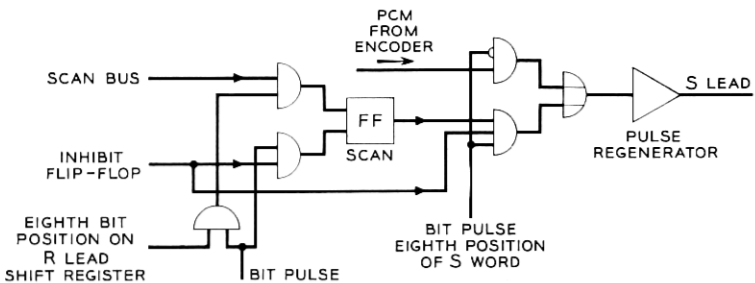 PCM
FROM
ENCODER
SCAN BUS
S LEAD
FF
SCAN
PULSE
REGENERATOR
INHIBIT
FLIP-FLOP
EIGHTH BIT
POSITION ON
R LEAD
SHIFT REGISTER
BIT PULSE
BIT PULSE
EIGHTH POSITION
OF S WORD